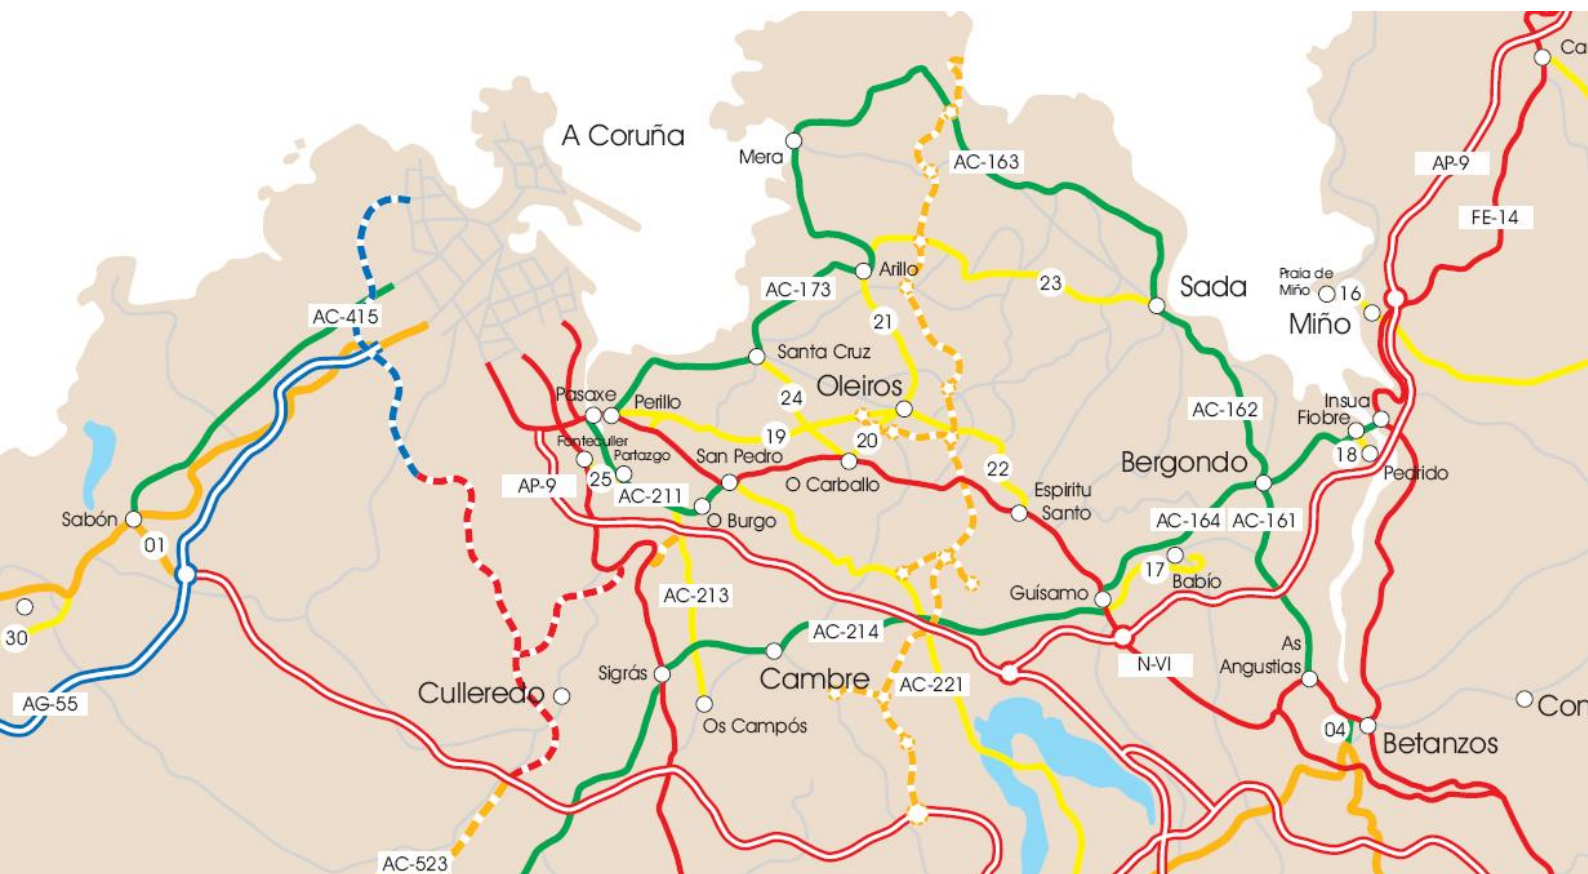 Ca
A Coruña
Mera
AC-163
AP-9
FE-14
Arillo
Praia de
Miño
16
23
Sada
AC-173
AC-415
21
Miño
Santa Cruz
Oleiros
Pasaxe
Perillo
24
AC-162
Insua
Fiobre
19
20
Fonteculler
Partazgo
San Pedro
18
Bergondo
22
Pedrido
25
AP-9
AC-211
O Carballo
Espiritu
Santo
Sabón
O Burgo
AC-164
AC-161
01
17
Babío
Guísamo
AC-213
30
AC-214
As
Angustias
N-VI
Sigrás
Cambre
AC-221
Culleredo
AG-55
Con
Os Campós
04
Betanzos
AC-523